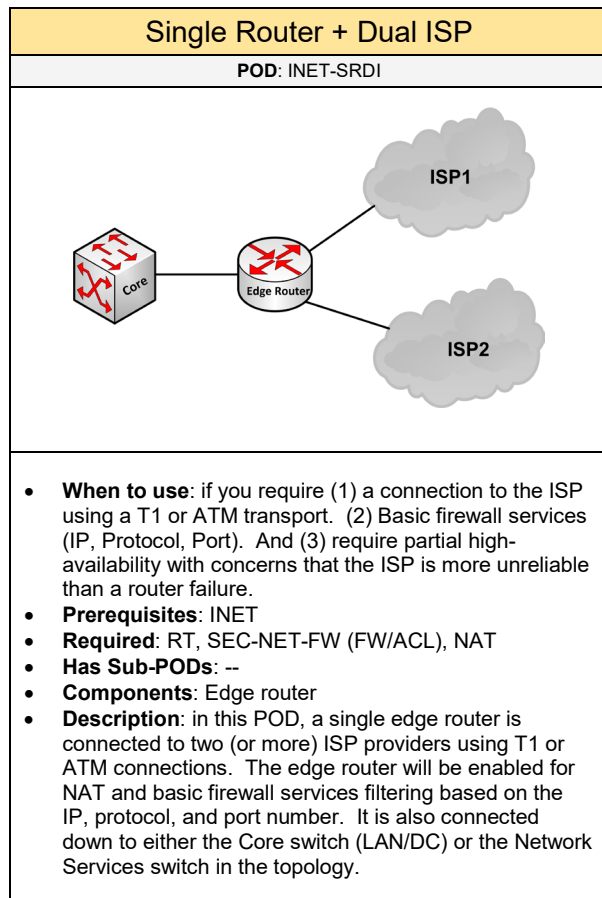 Single Router + Dual ISP
POD: INET-SRDI
ISP1
Core
Edge Router
ISP2
• When to use: if you require (1) a connection to the ISP
using a T1 or ATM transport. (2) Basic firewall services
(IP, Protocol, Port). And (3) require partial high-
availability with concerns that the ISP is more unreliable
than a router failure.
• Prerequisites: INET
• Required: RT, SEC-NET-FW (FW/ACL), NAT
• Has Sub-PODs: --
• Components: Edge router
• Description: in this POD, a single edge router is
connected to two (or more) ISP providers using T1 or
ATM connections. The edge router will be enabled for
NAT and basic firewall services filtering based on the
IP, protocol, and port number. It is also connected
down to either the Core switch (LAN/DC) or the Network
Services switch in the topology.